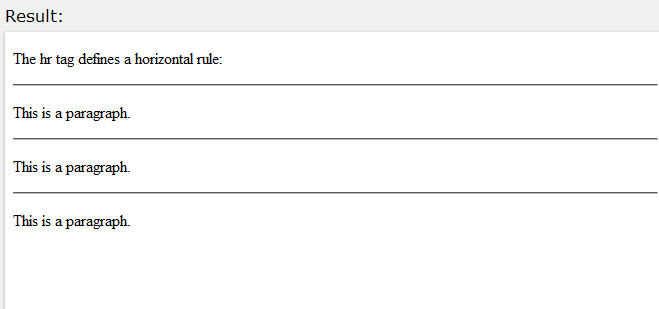 Result:
The hr tag defines a horizontal rule:
This is a paragraph.
This is a paragraph.
This is a paragraph.